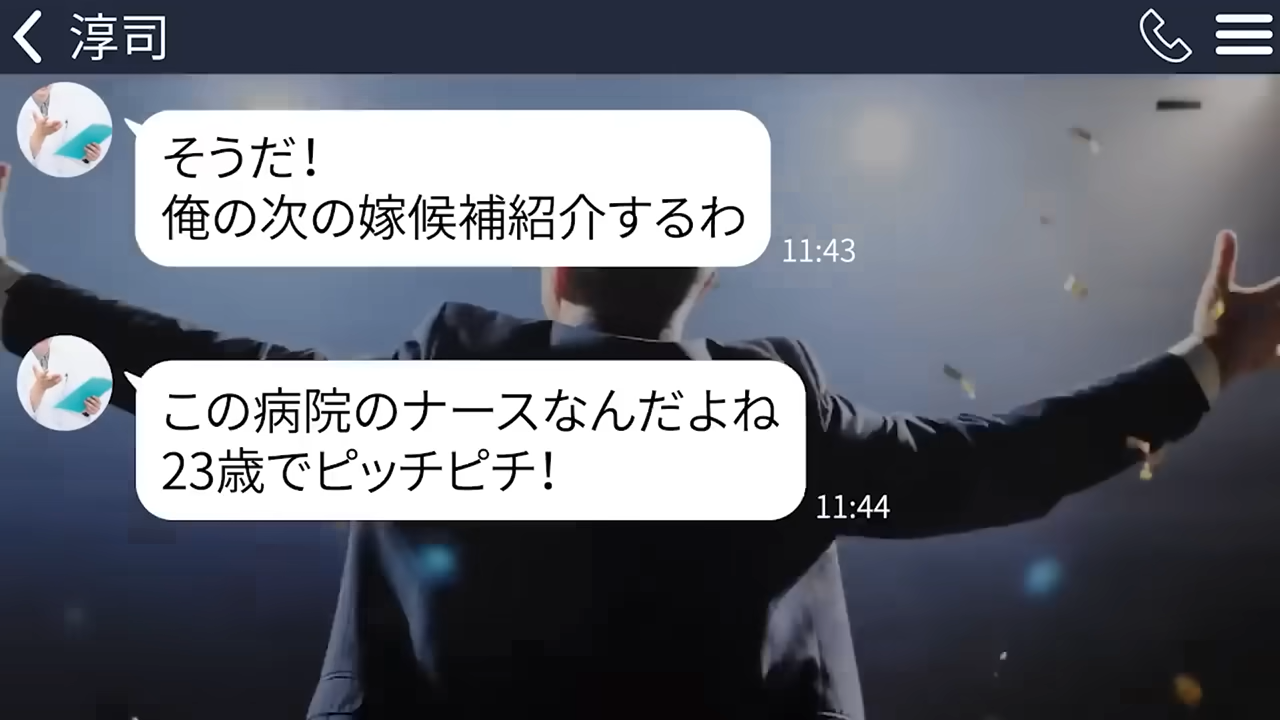 淳司
そうだ！
俺の次の嫁候補紹介するわ
11:43
この病院のナースなんだよね
23歳でピッチピチ！
11:44